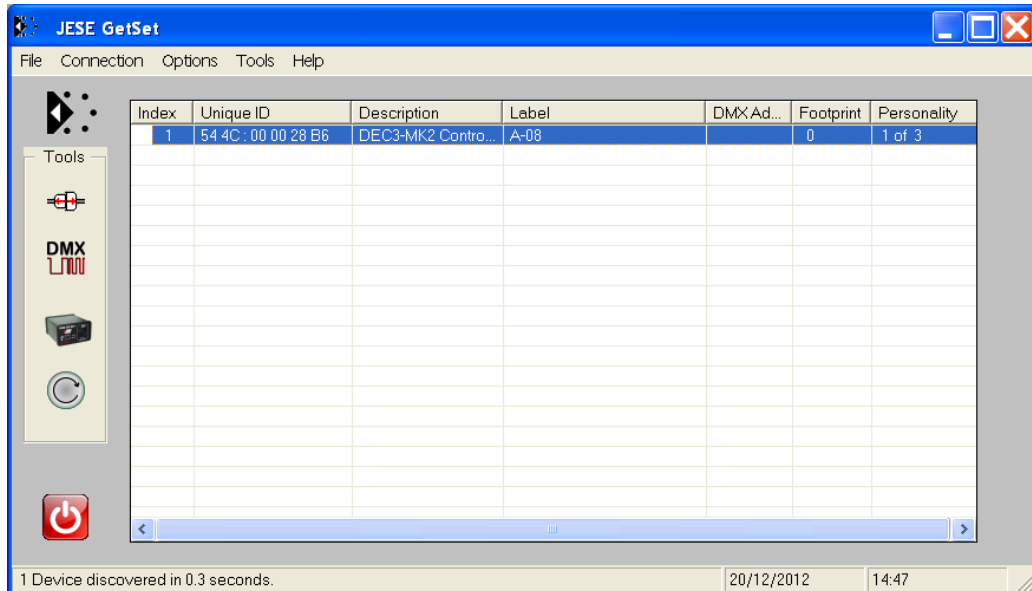 JESE GetSet
File Connection Options Tools Help
Index Unique ID Description Label DMX Ad... Footprint Personality
1 54 4C : 00 00 28 B6 DEC3-MK2 Contro... A-08 0 1 of 3
Tools
DMX
1 Device discovered in 0.3 seconds. 20/12/2012 14:47